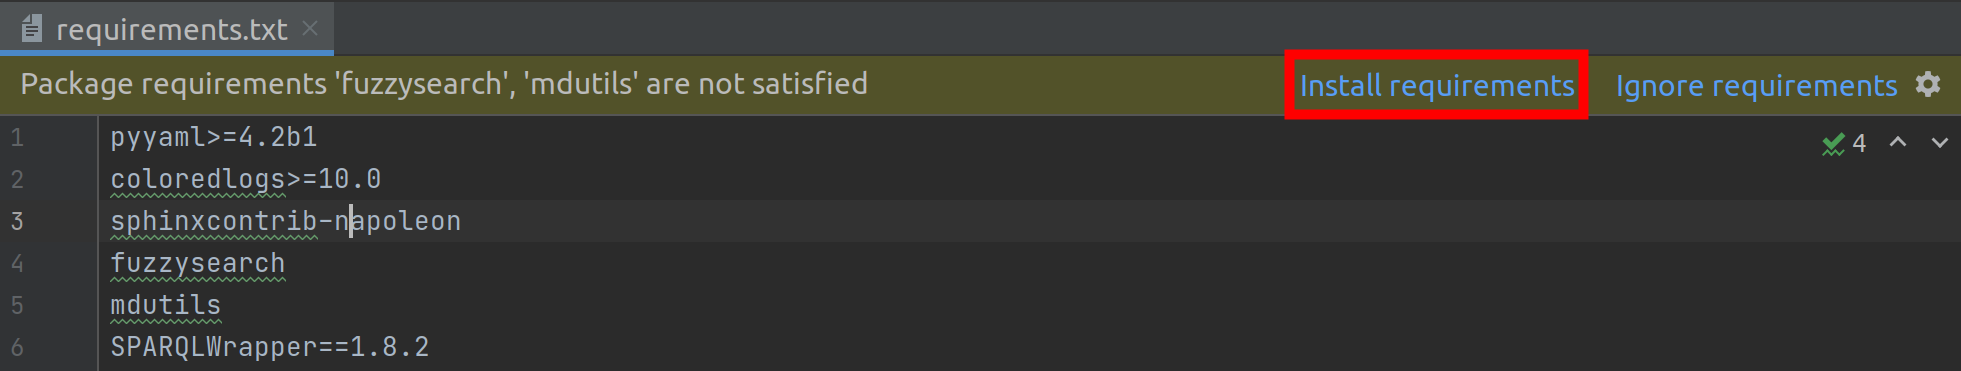 requirements.txt
Package requirements 'fuzzysearch', 'mdutils' are not satisfied Install requirements Ignore requirements
1 pyyaml>=4.2b1 4
2 coloredlogs>=10.0
3 sphinxcontrib-napoleon
4 fuzzysearch
5 mdutils
6 SPARQLWrapper==1.8.2